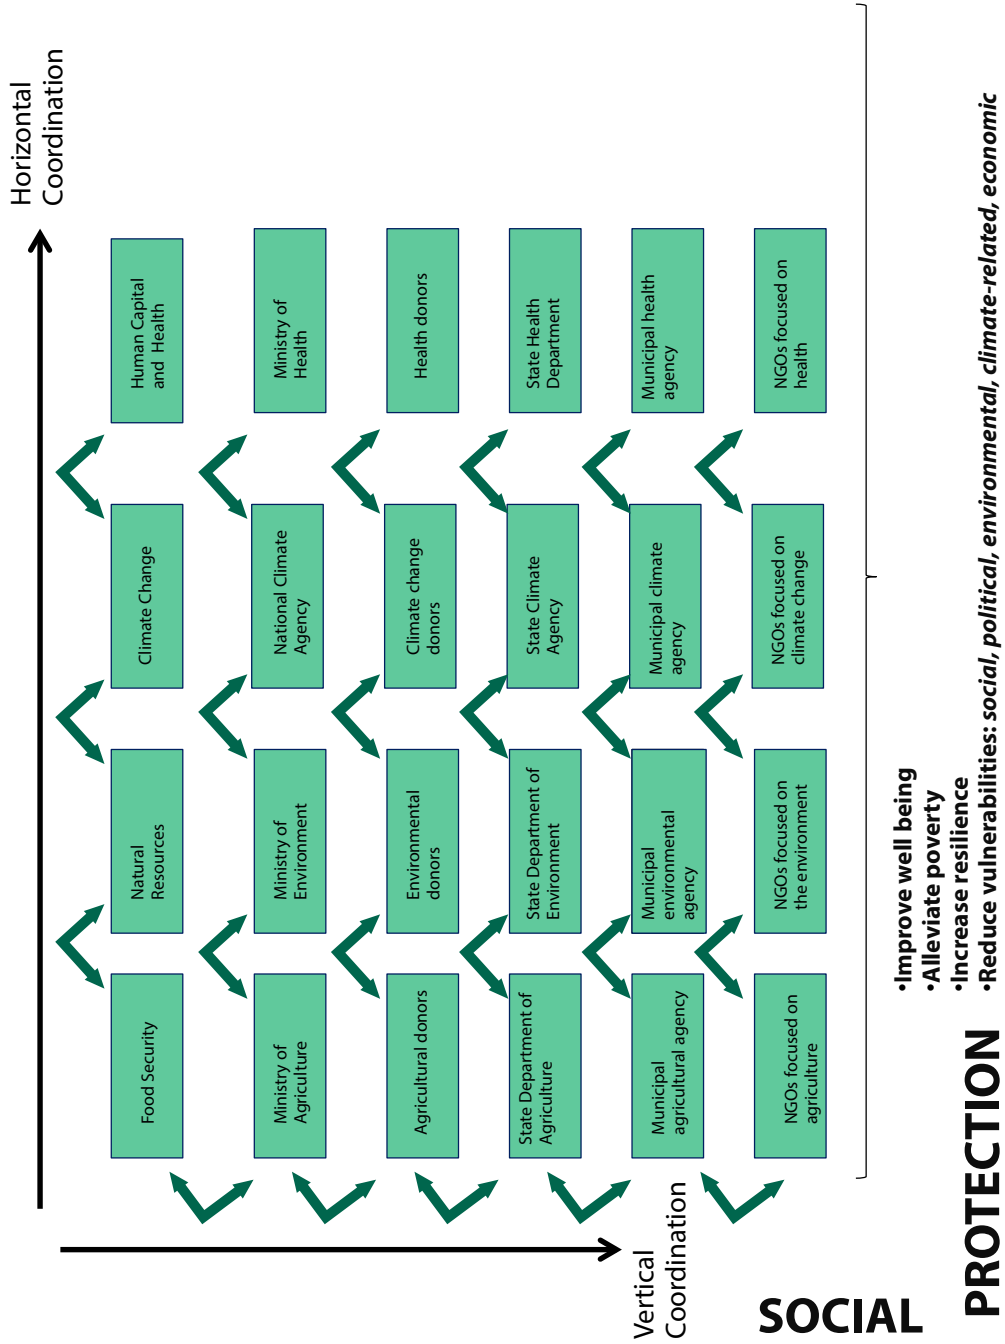 Horizontal
Coordination
Food Security
Natural
Resources
Climate Change
Human Capital
and Health
Ministry of
Agriculture
Ministry of
Environment
National Climate
Agency
Ministry of
Health
Agricultural donors
Environmental
donors
Climate change
donors
Health donors
State Department of
Agriculture
State Department of
Environment
State Climate
Agency
State Health
Department
Municipal
agricultural agency
Municipal
environmental
agency
Municipal climate
agency
Municipal health
agency
NGOs focused on
agriculture
NGOs focused on
the environment
NGOs focused on
climate change
NGOs focused on
health
Vertical
Coordination
SOCIAL
PROTECTION
•Improve well being
•Alleviate poverty
•Increase resilience
•Reduce vulnerabilities: social, political, environmental, climate-related, economic